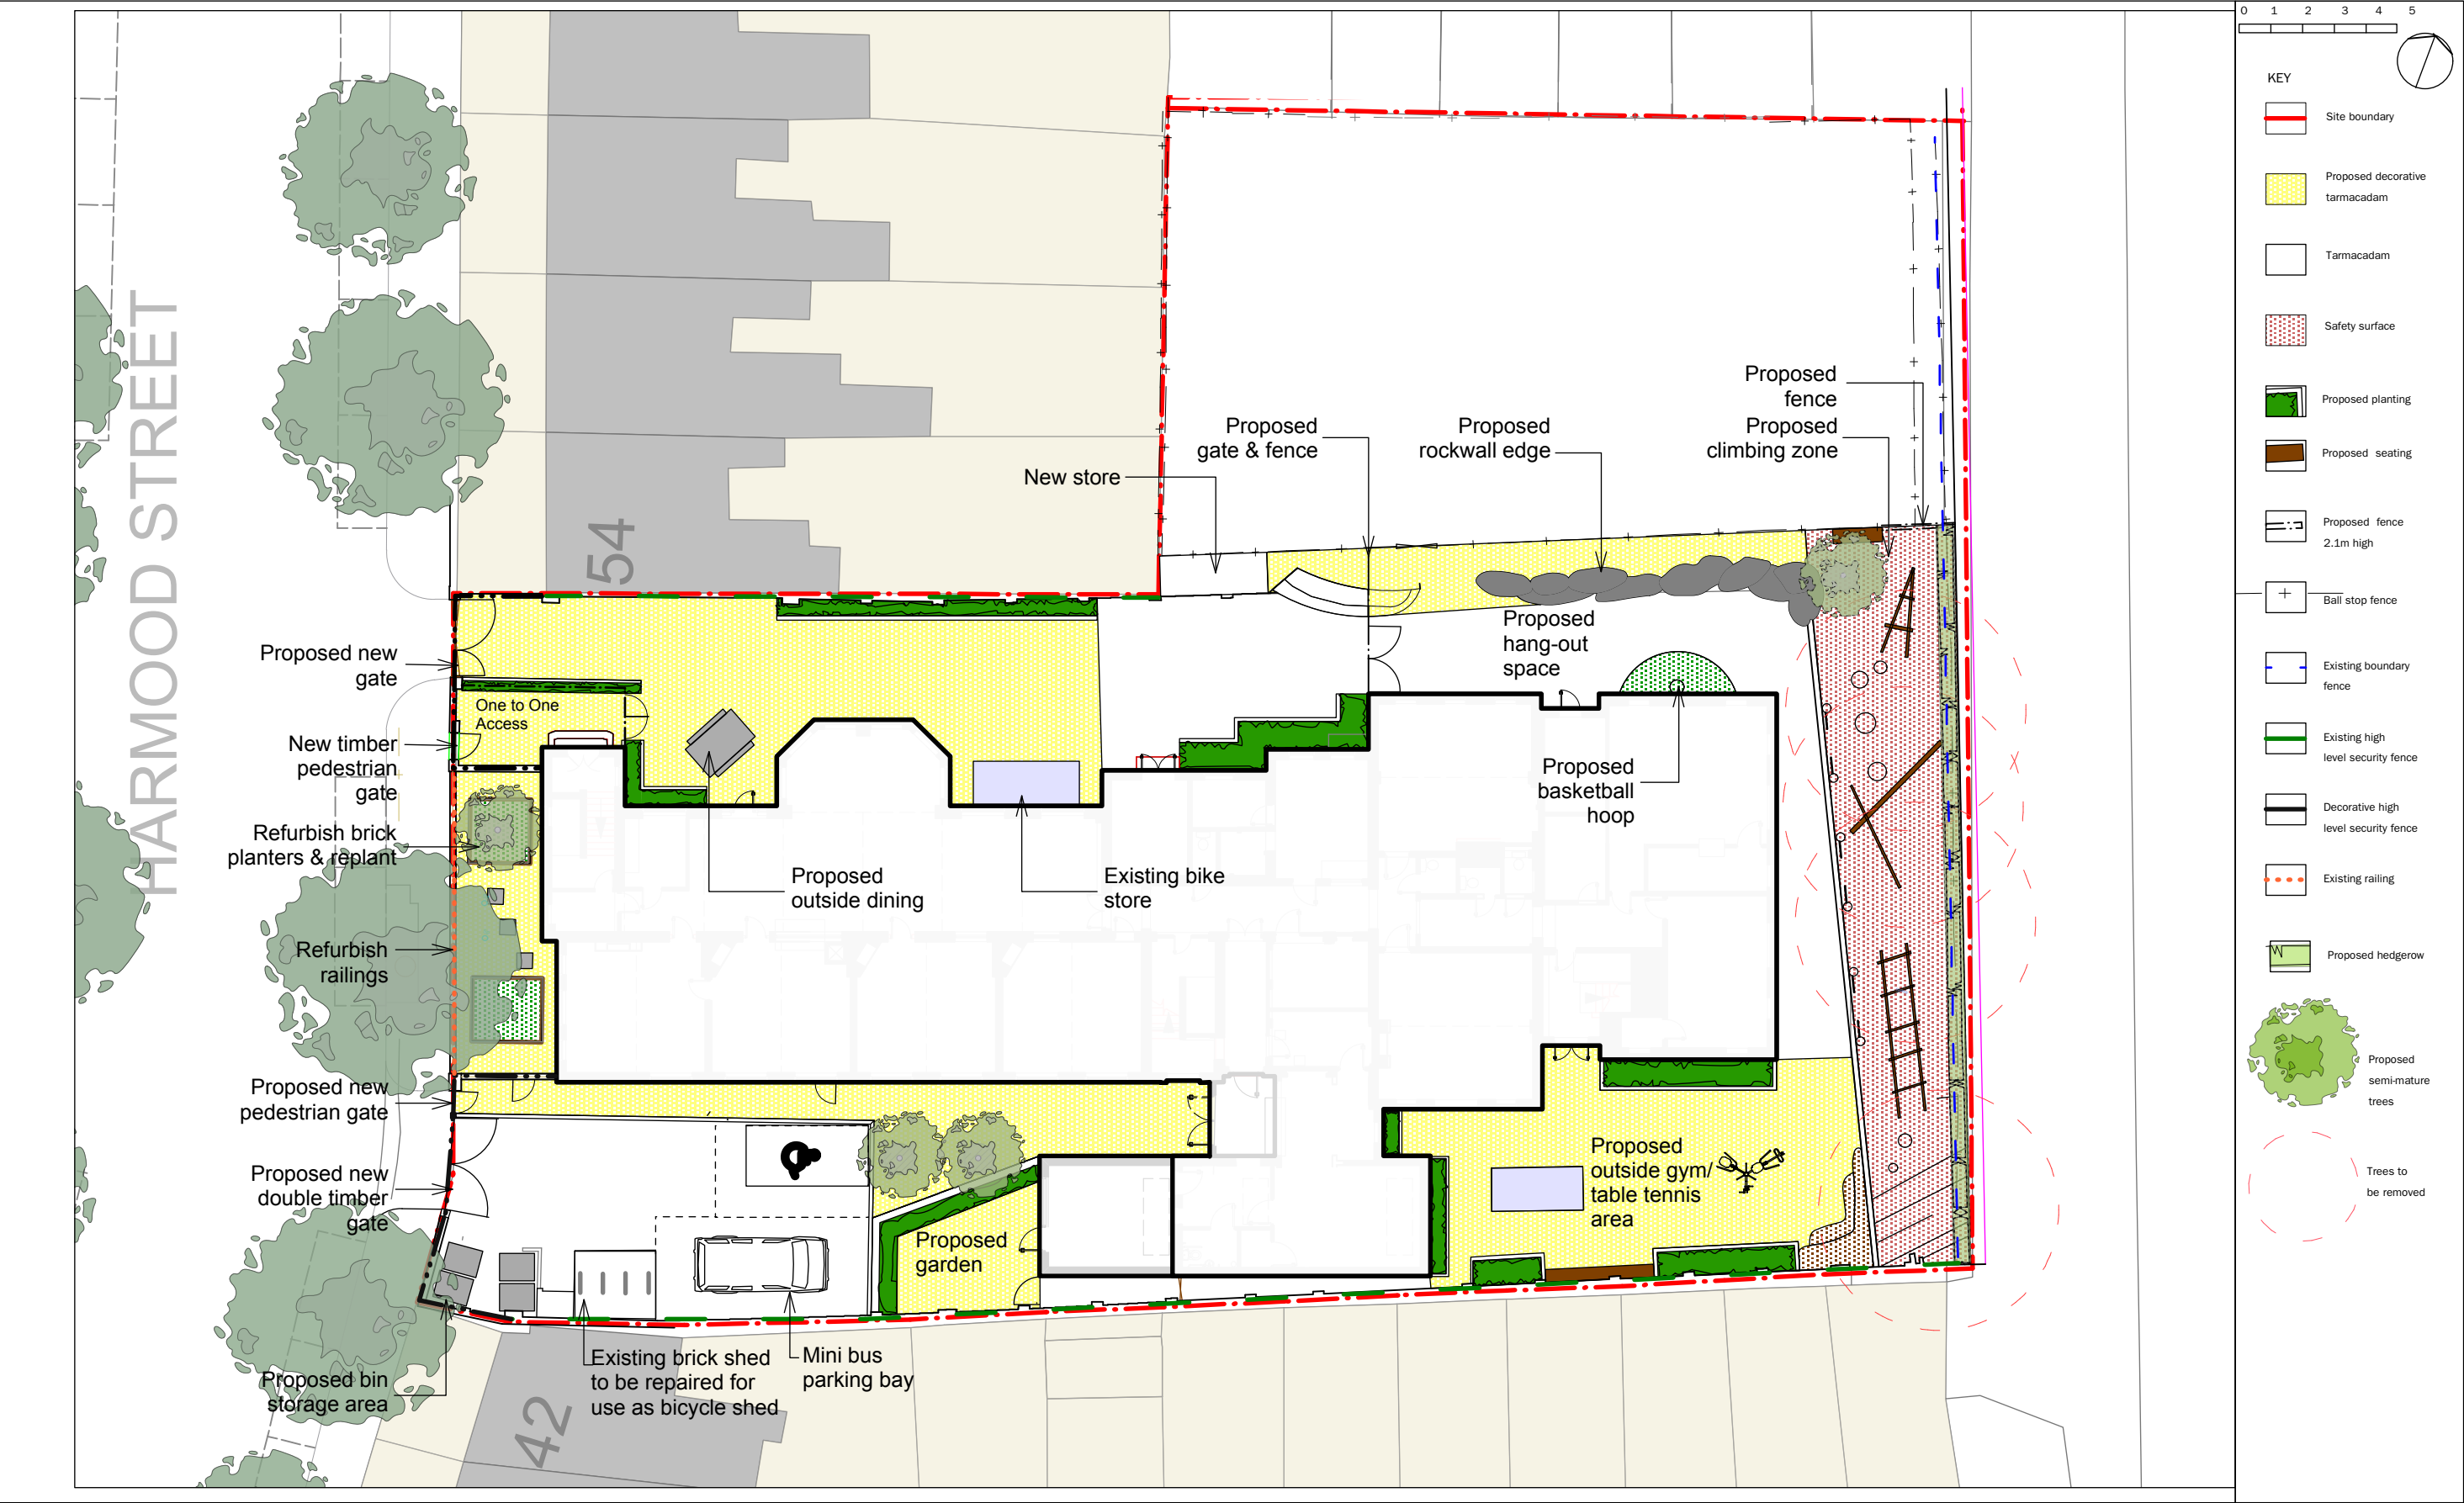 0 1 2 3 4 5
KEY
Site boundary
Proposed decorative
tarmacadam
Tarmacadam
Safety surface
Proposed planting
Proposed seating
Proposed fence
2.1m high
Ball stop fence
Existing boundary
fence
Existing high
level security fence
Decorative high
level security fence
Existing railing
Proposed hedgerow
Proposed
semi-mature
trees
Trees to
be removed
HARMOOD STREET
54
42
Proposed
fence
Proposed
climbing zone
Proposed
rockwall edge
Proposed
gate & fence
New store
Proposed
hang-out
space
Proposed new
gate
One to One
Access
New timber
pedestrian
gate
Refurbish brick
planters & replant
Refurbish
railings
Proposed
outside dining
Existing bike
store
Proposed
basketball
hoop
Proposed new
pedestrian gate
Proposed new
double timber
gate
Proposed
garden
Proposed
outside gym/
table tennis
area
Proposed bin
storage area
Existing brick shed
to be repaired for
use as bicycle shed
Mini bus
parking bay